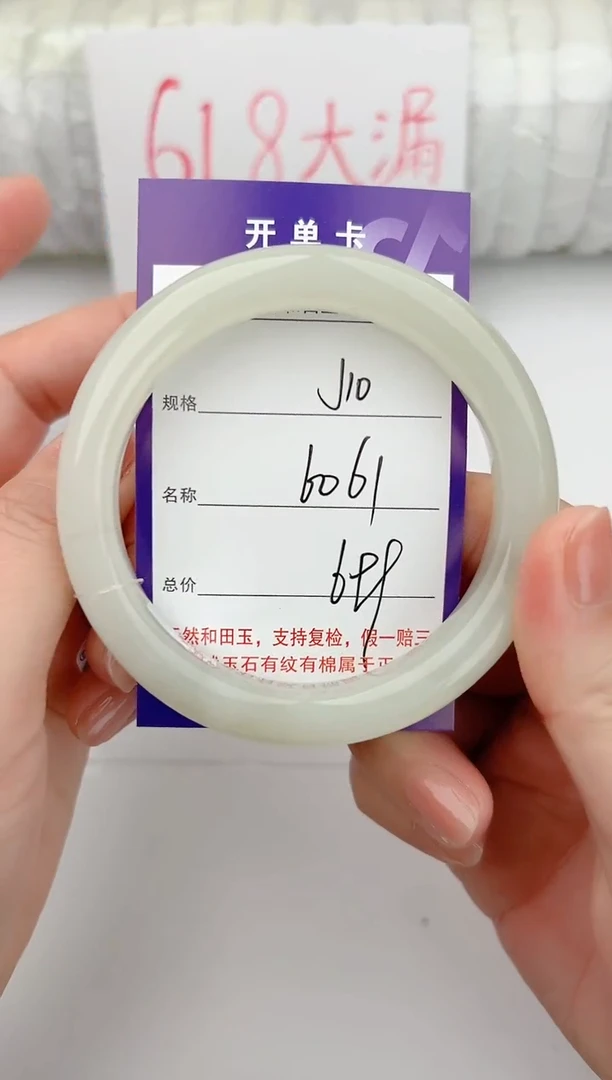 618大漏
开单卡
规格 J10
名称 6061
总价
然和田玉，支持复检，假一赔三
玉石有纹有棉属于正